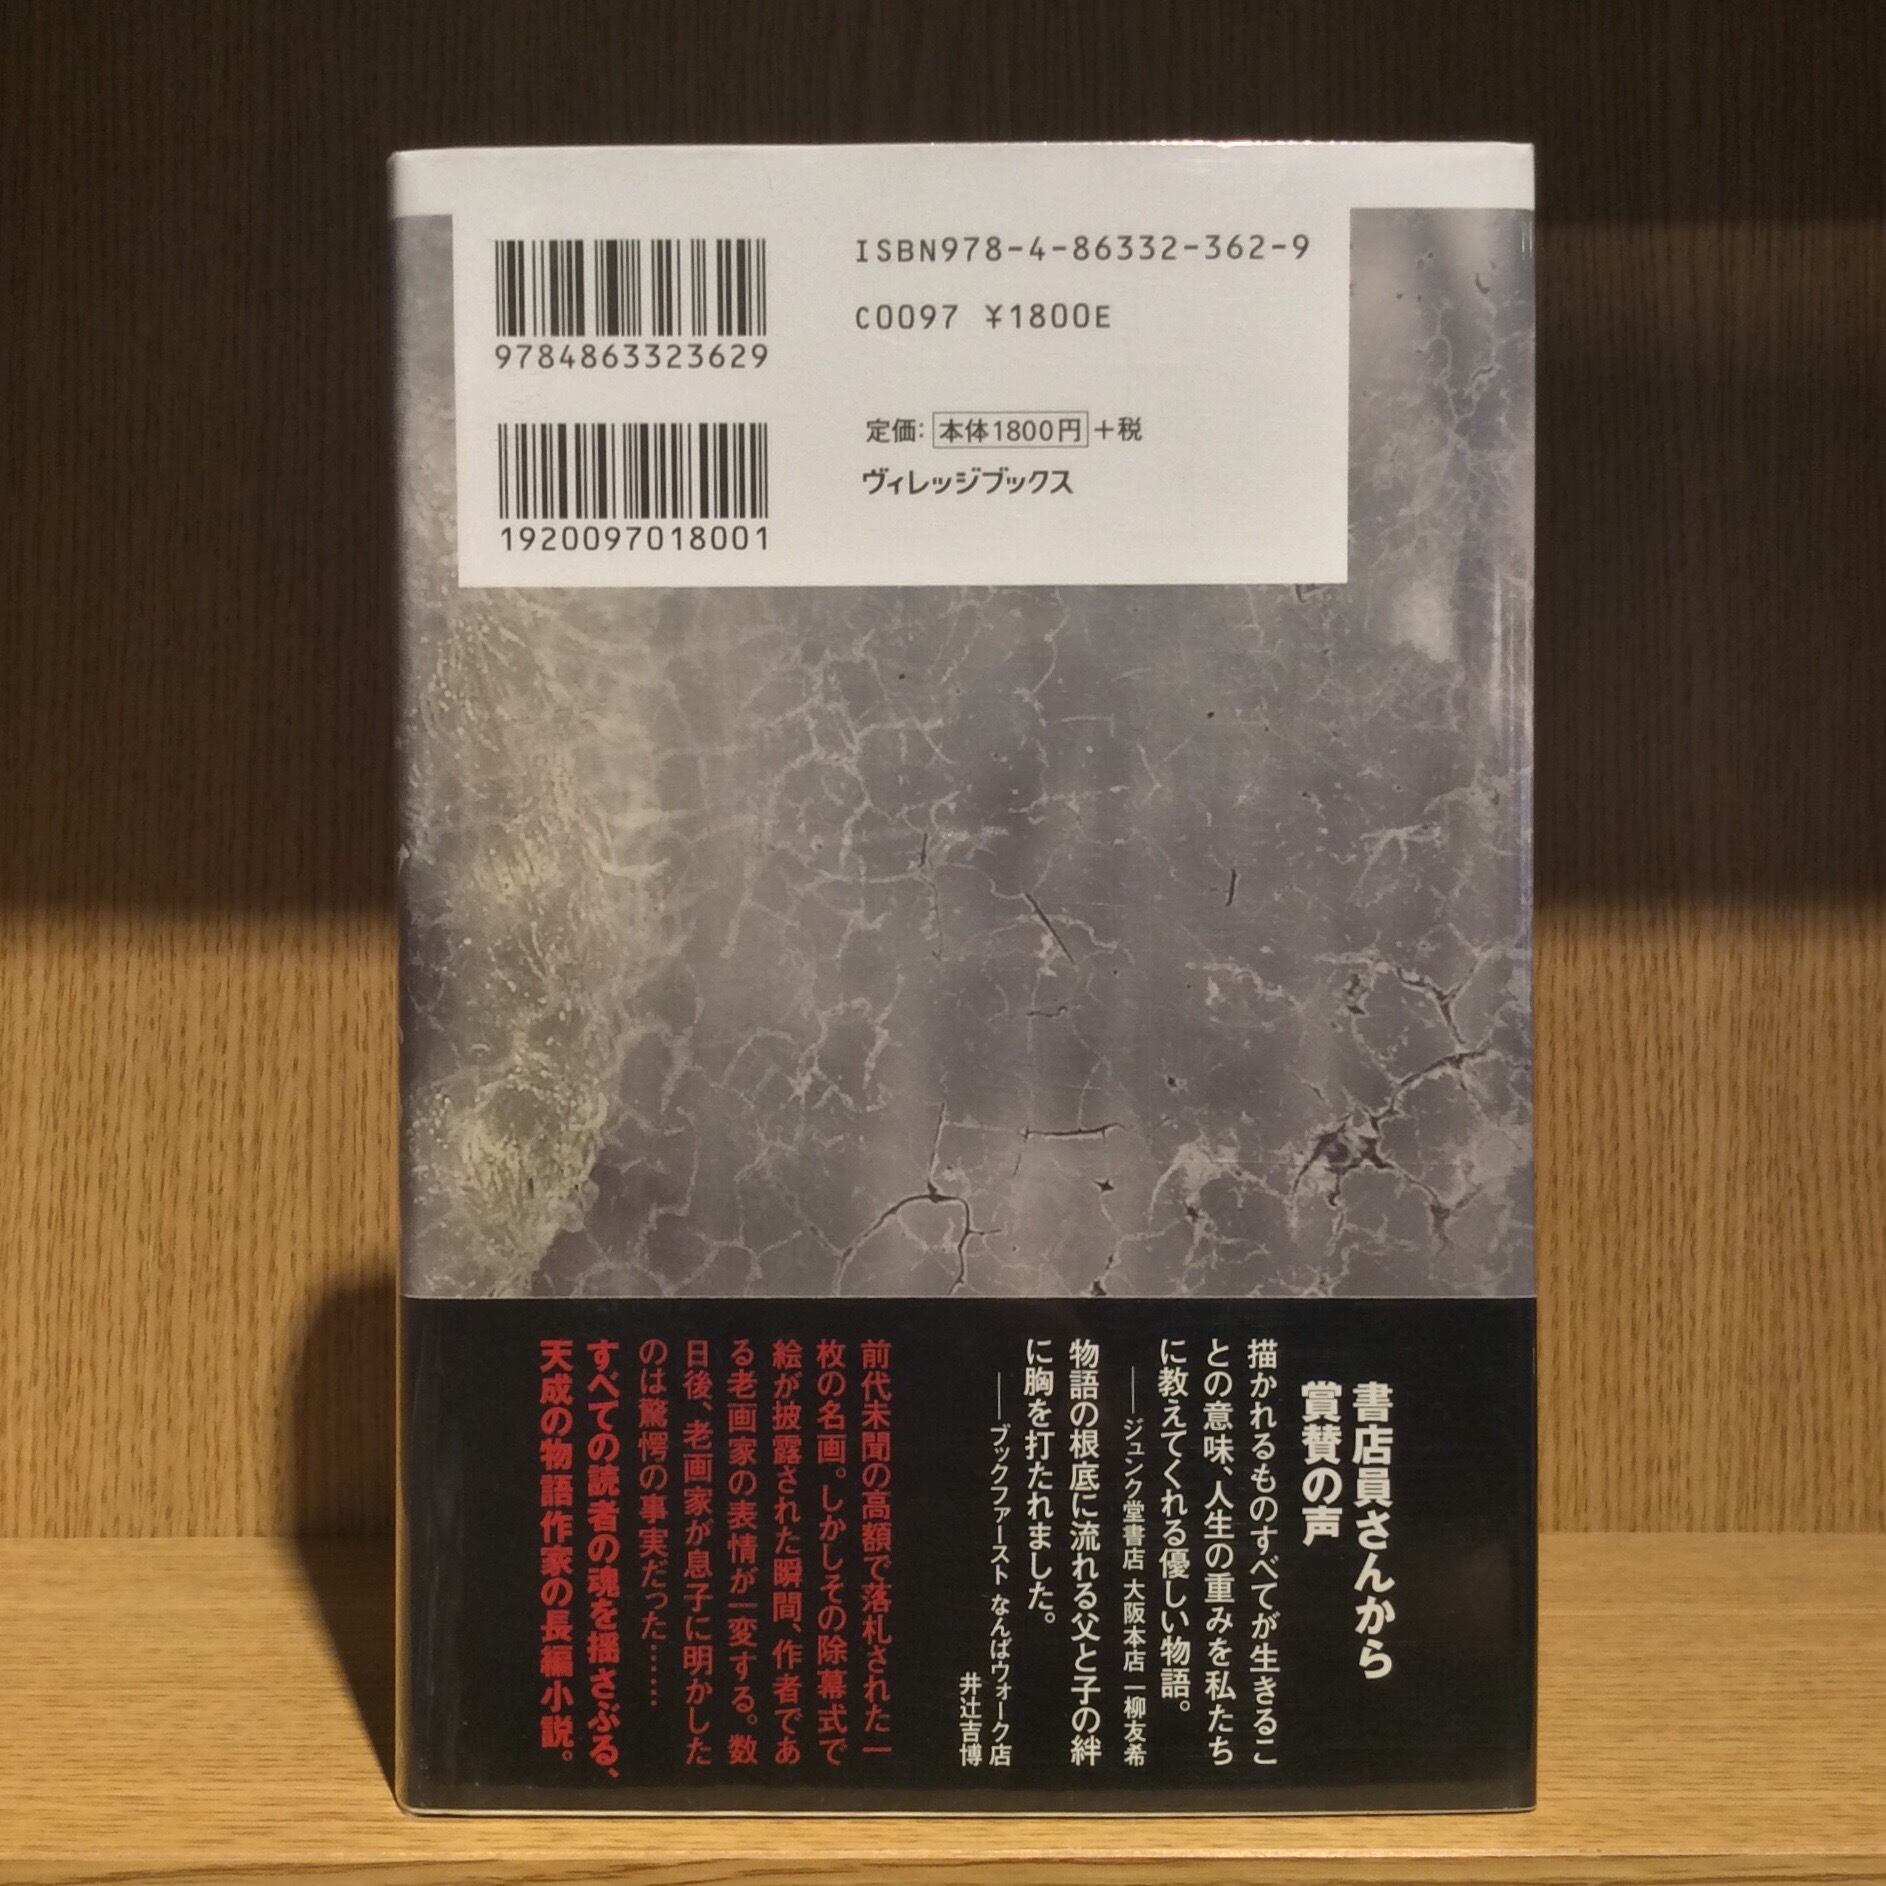 ISBN978-4-86332-362-9
C0097 ¥1800E
9784863323629
定価: 本体1800円+税
ヴィレッジブックス
1920097018001
書店員さんから
賞賛の声
描かれるものすべてが生きるこ
との意味、人生の重みを私たち
に教えてくれる優しい物語。
──ジュンク堂書店 大阪本店 一柳友希
物語の根底に流れる父と子の絆
に胸を打たれました。
──ブックファースト なんばウォーク店
井辻吉博
前代未聞の高額で落札された一
枚の名画。しかしその除幕式で
絵が披露された瞬間、作者であ
る老画家の表情が一変する。数
日後、老画家が息子に明かした
のは驚愕の事実だった……
すべての読者の魂を揺さぶる、
天成の物語作家の長編小説。